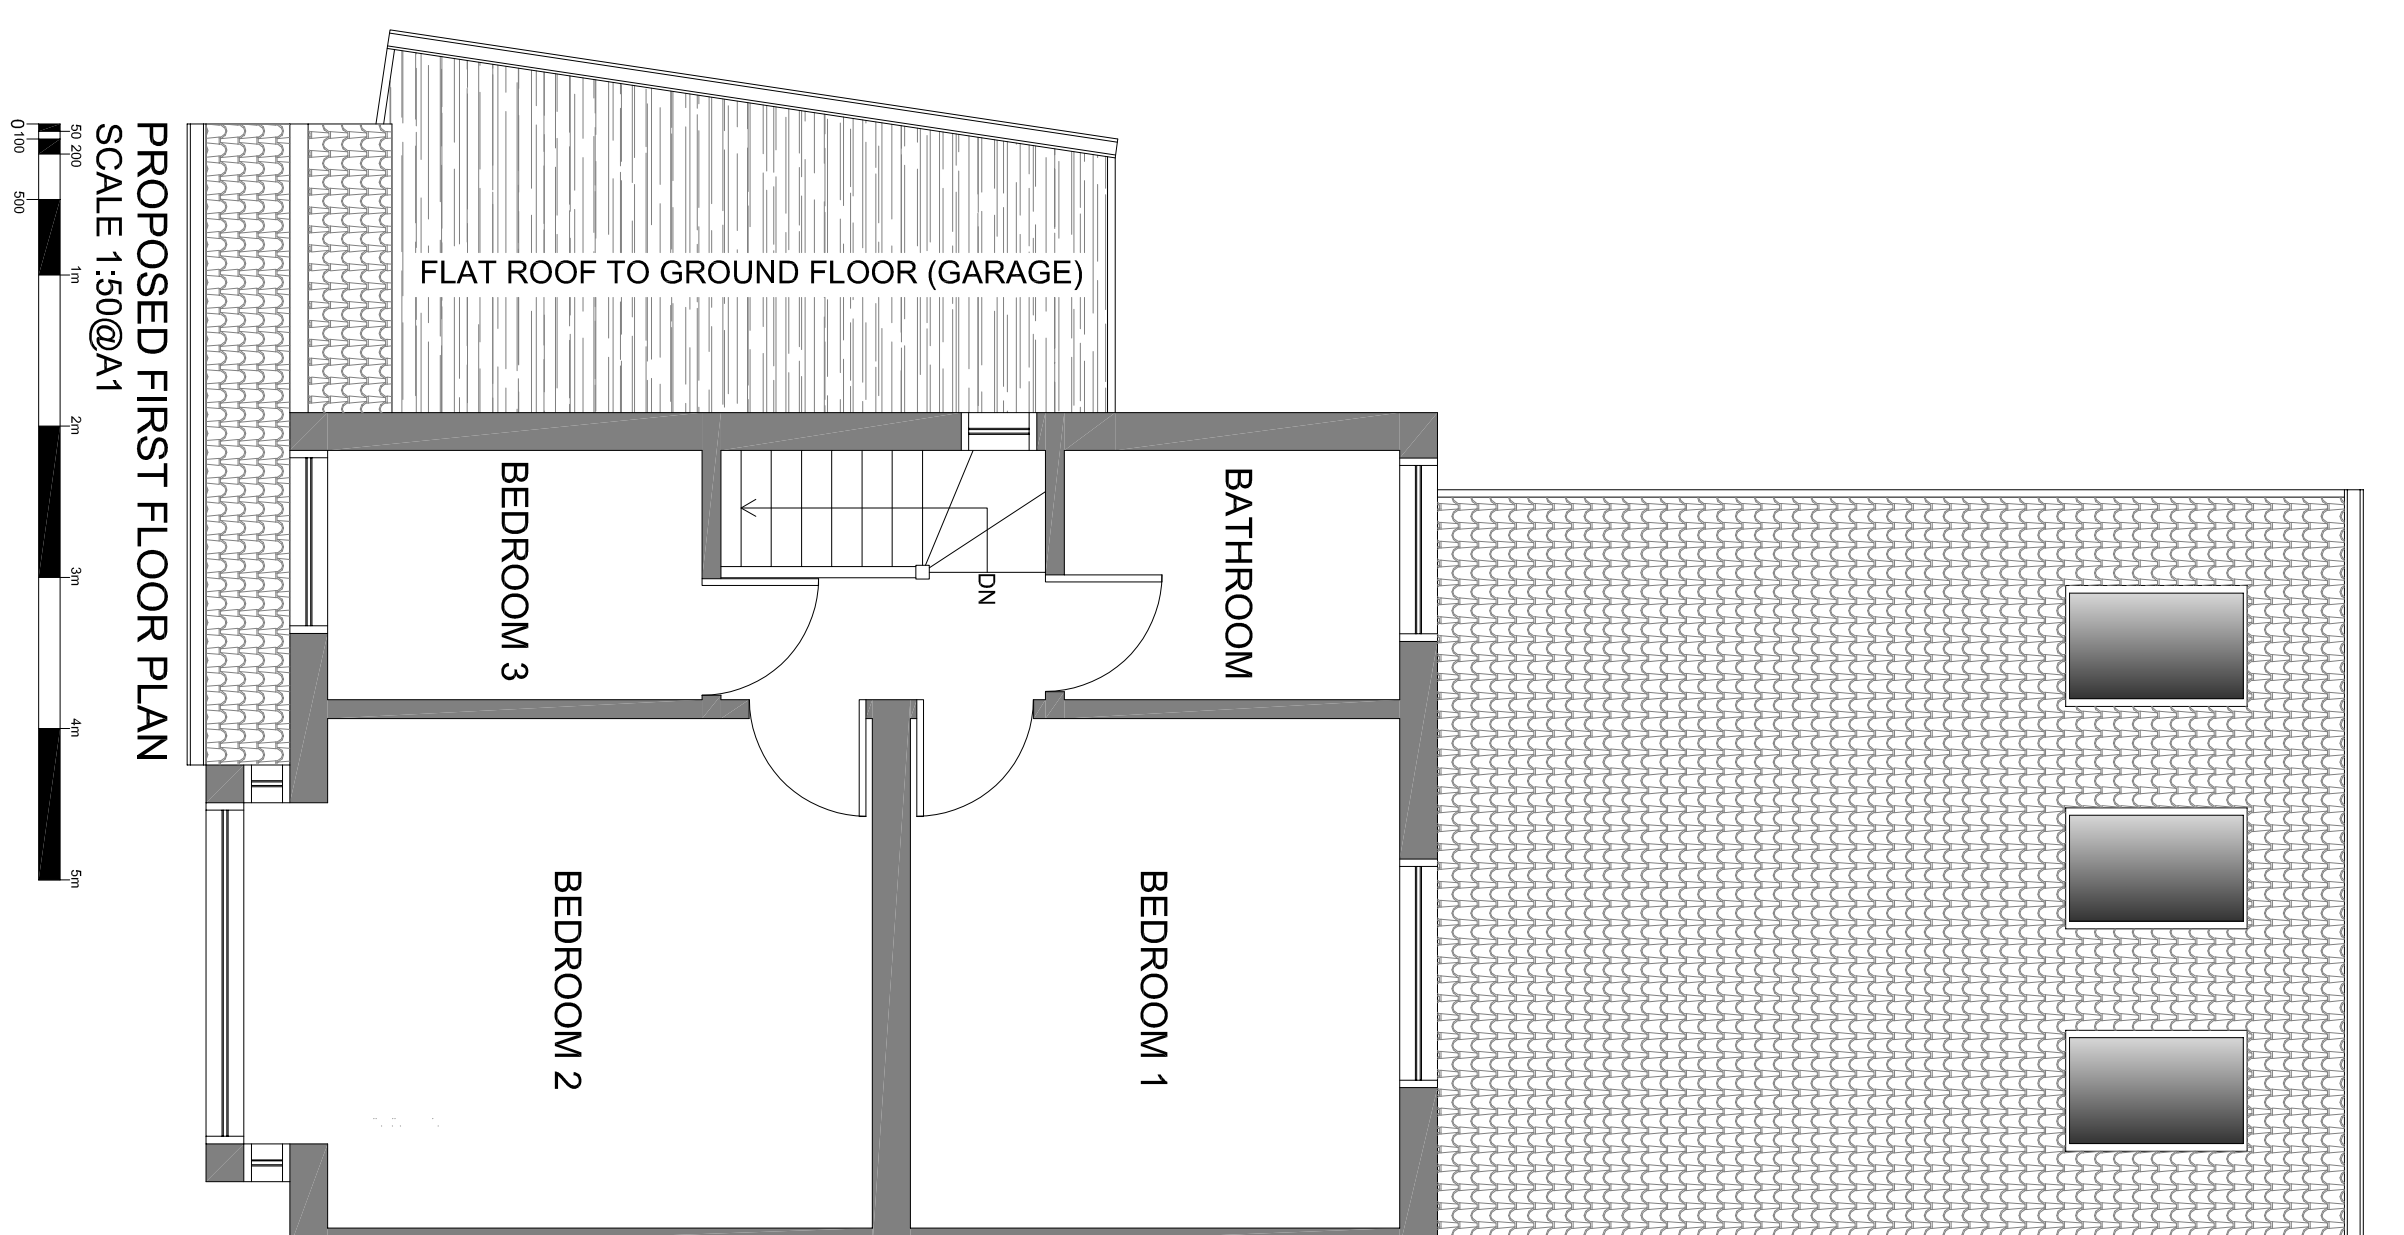 PROPOSED FIRST FLOOR PLAN
SCALE 1:50@A1
0 50 100 200 500 1m 2m 3m 4m 5m
FLAT ROOF TO GROUND FLOOR (GARAGE)
BEDROOM 3
DN
BATHROOM
BEDROOM 2
BEDROOM 1